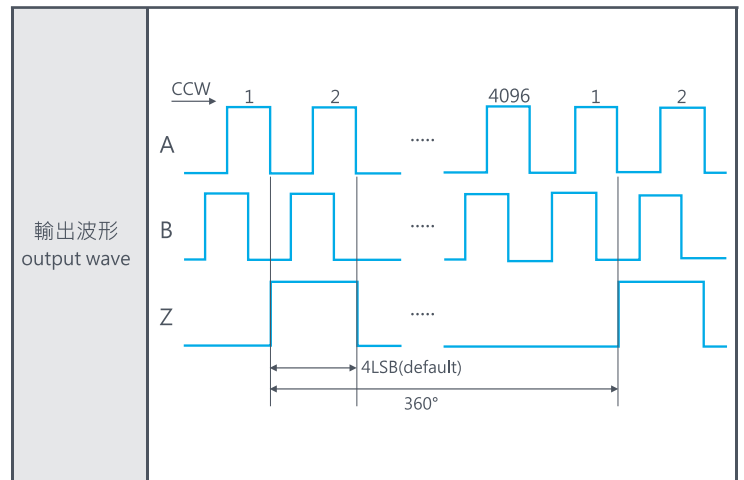 輸出波形
output wave
CCW
1
2
4096
1
2
A
.....
B
.....
Z
.....
4LSB(default)
360°